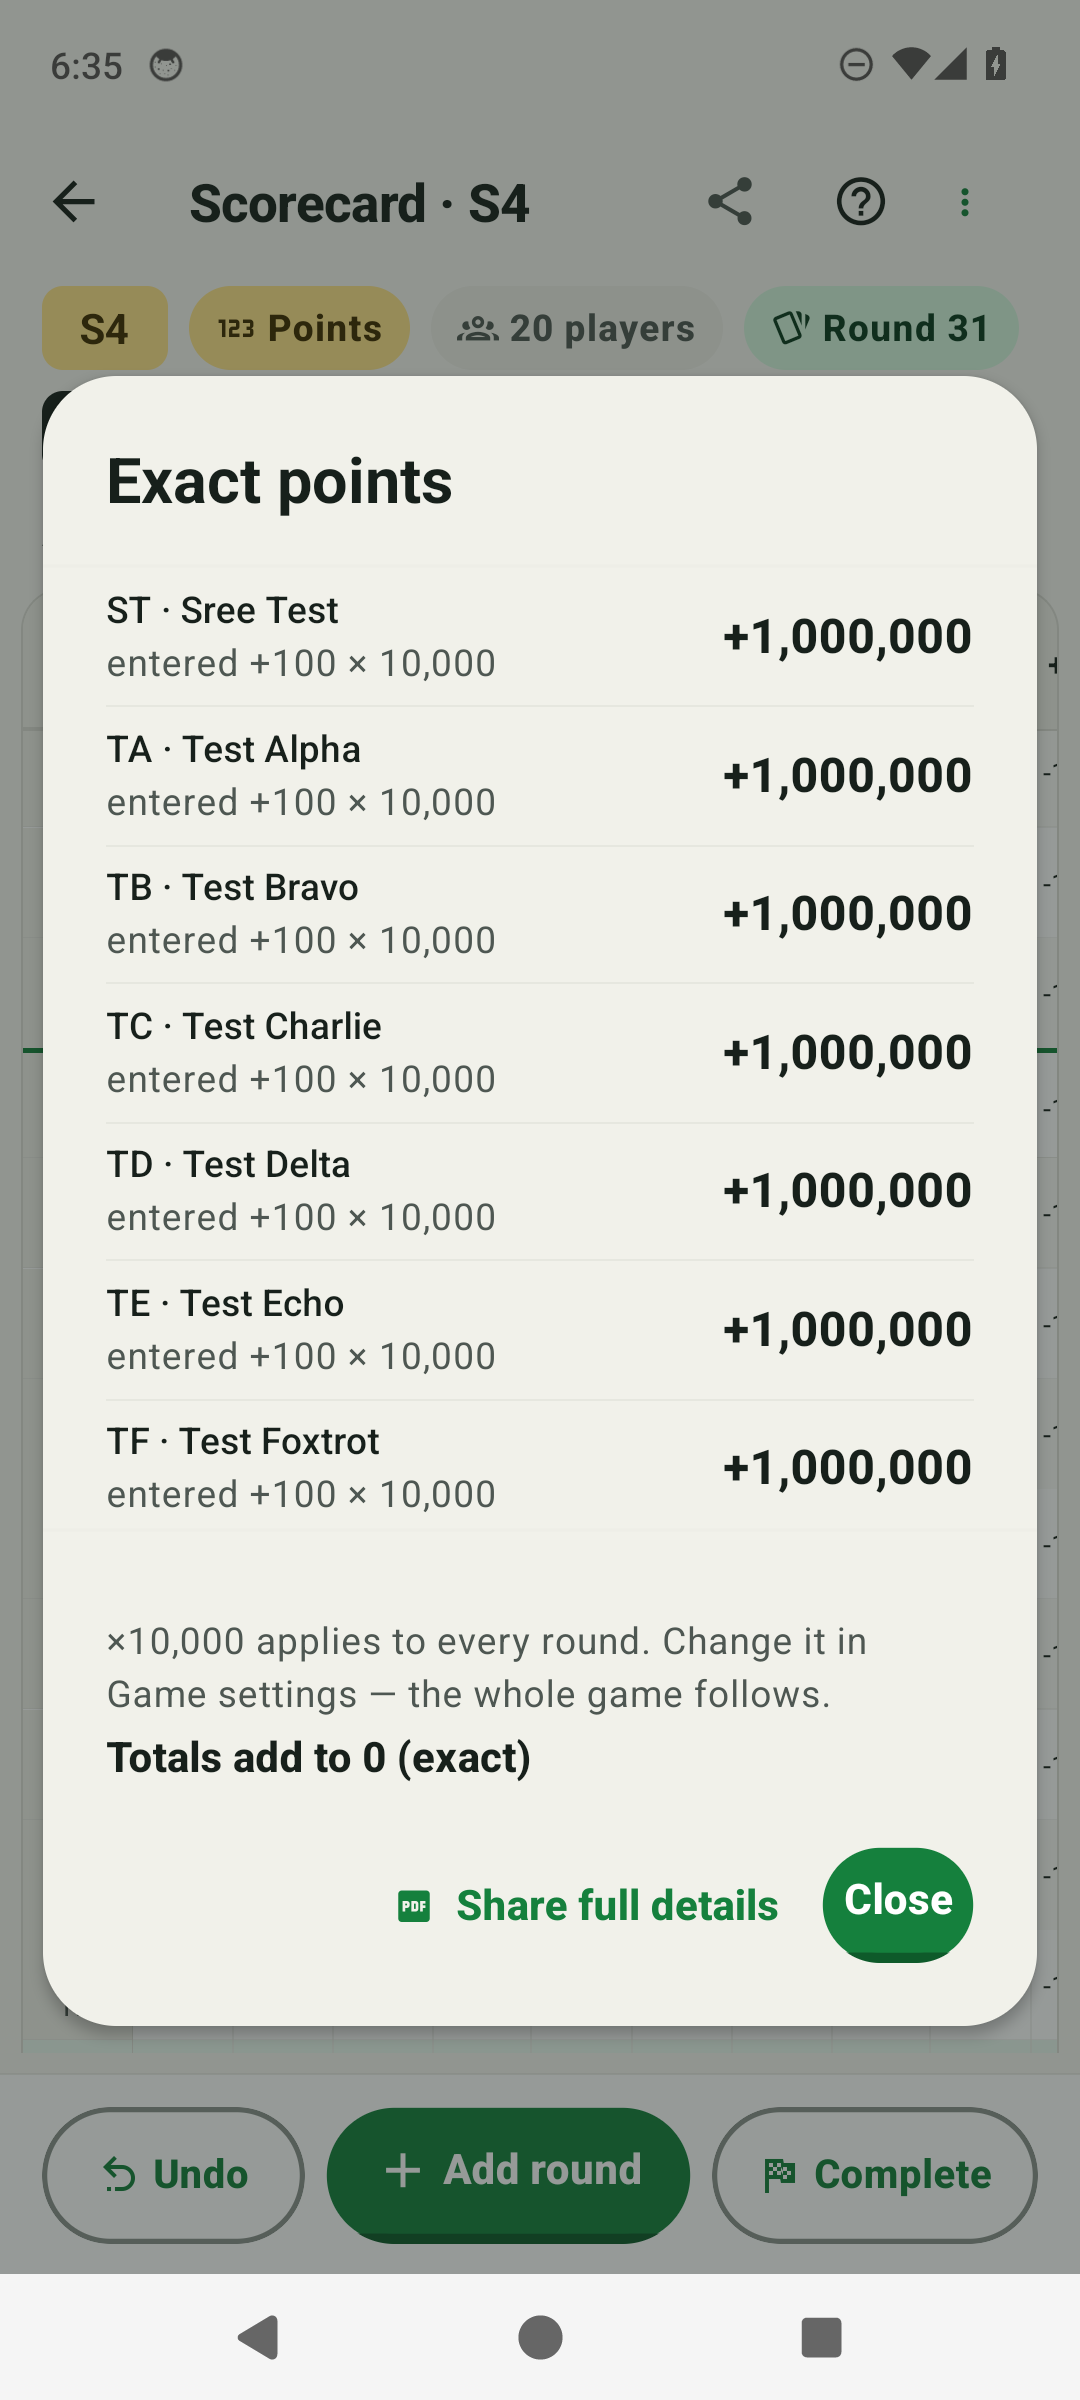 6:35
Scorecard · S4
S4
123 Points
20 players
Round 31
Exact points
ST · Sree Test
entered +100 × 10,000
+1,000,000
TA · Test Alpha
entered +100 × 10,000
+1,000,000
TB · Test Bravo
entered +100 × 10,000
+1,000,000
TC · Test Charlie
entered +100 × 10,000
+1,000,000
TD · Test Delta
entered +100 × 10,000
+1,000,000
TE · Test Echo
entered +100 × 10,000
+1,000,000
TF · Test Foxtrot
entered +100 × 10,000
+1,000,000
×10,000 applies to every round. Change it in
Game settings — the whole game follows.
Totals add to 0 (exact)
PDF Share full details
Close
Undo
+ Add round
Complete